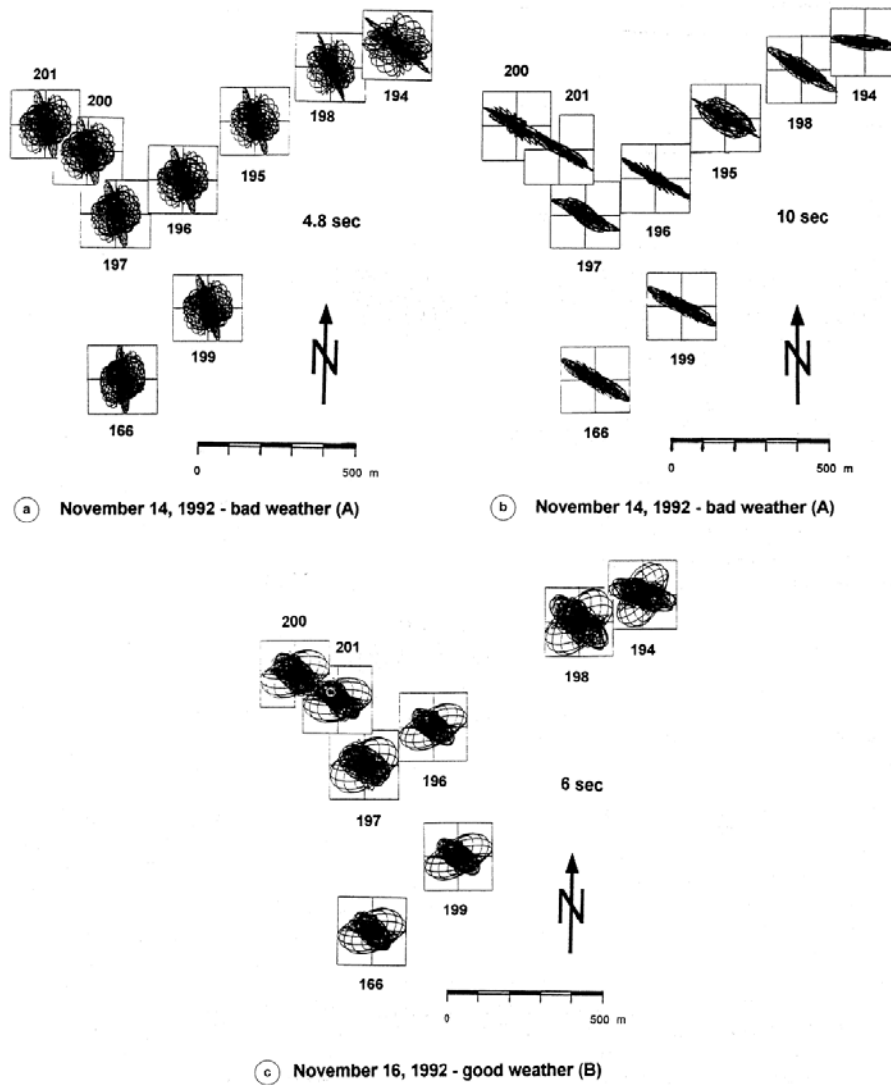 201
200
198
194
195
196
4.8 sec
197
199
N
166
0
500 m
a November 14, 1992 - bad weather (A)
200
201
198
194
195
196
10 sec
197
199
N
166
0
500 m
b November 14, 1992 - bad weather (A)
200
201
198
194
196
6 sec
197
199
N
166
0
500 m
c November 16, 1992 - good weather (B)